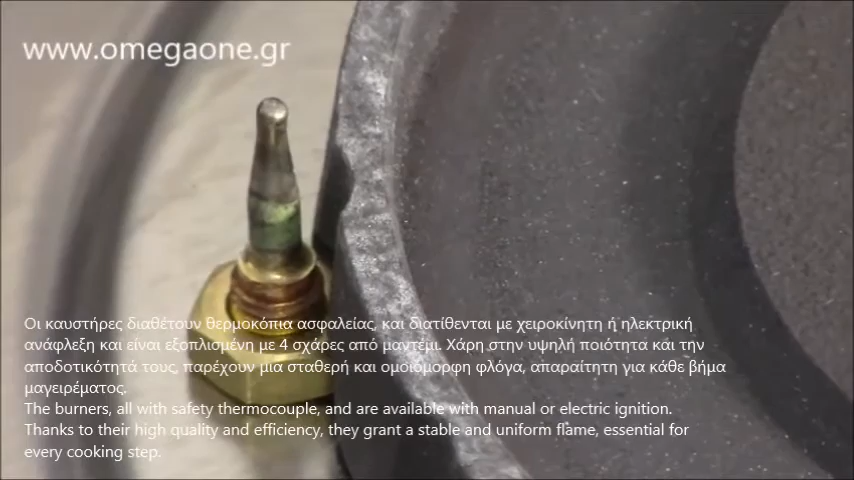 www.omegaone.gr
Οι καυστήρες διαθέτουν θερμοκόπια ασφαλείας, και διατίθενται με χειροκίνητη ή ηλεκτρική
ανάφλεξη και είναι εξοπλισμένη με 4 σχάρες από μαντέμι. Χάρη στην υψηλή ποιότητα και την
αποδοτικότητά τους, παρέχουν μια σταθερή και ομοιόμορφη φλόγα, απαραίτητη για κάθε βήμα
μαγειρέματος.
The burners, all with safety thermocouple, and are available with manual or electric ignition.
Thanks to their high quality and efficiency, they grant a stable and uniform flame, essential for
every cooking step.